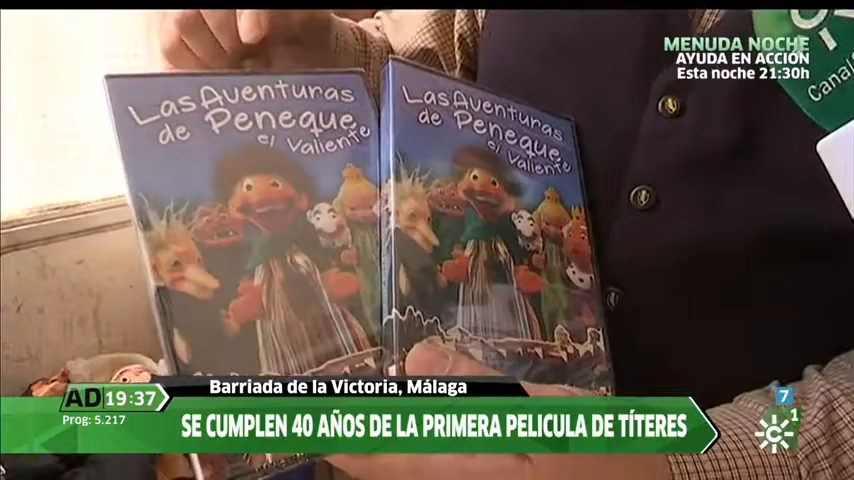 MENUDA NOCHE
AYUDA EN ACCIÓN
Esta noche 21:30h
Canal
Las Aventuras
de Peneque
el Valiente
Las Aventuras
de Peneque
el Valiente
AD 19:37
Prog: 5.217
Barriada de la Victoria, Málaga
SE CUMPLEN 40 AÑOS DE LA PRIMERA PELICULA DE TÍTERES
7
1